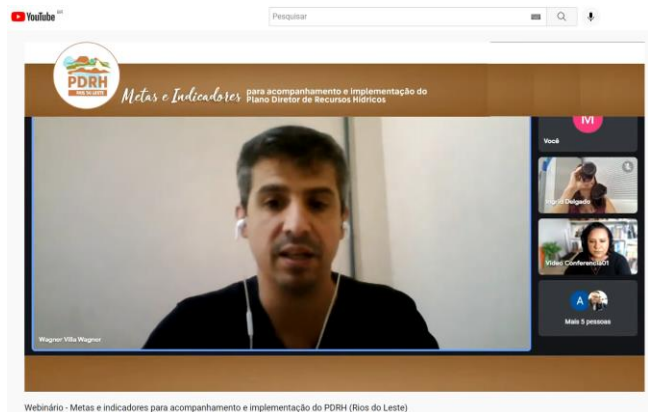 YouTube BR
Pesquisar
PDRH
RIOS DO LESTE
Metas e Indicadores
para acompanhamento e implementação do
Plano Diretor de Recursos Hídricos
M
Você
Ingrid Delgado
Video Conferencia01
A
Mais 5 pessoas
Wagner Villa Wagner
Webinário - Metas e indicadores para acompanhamento e implementação do PDRH (Rios do Leste)